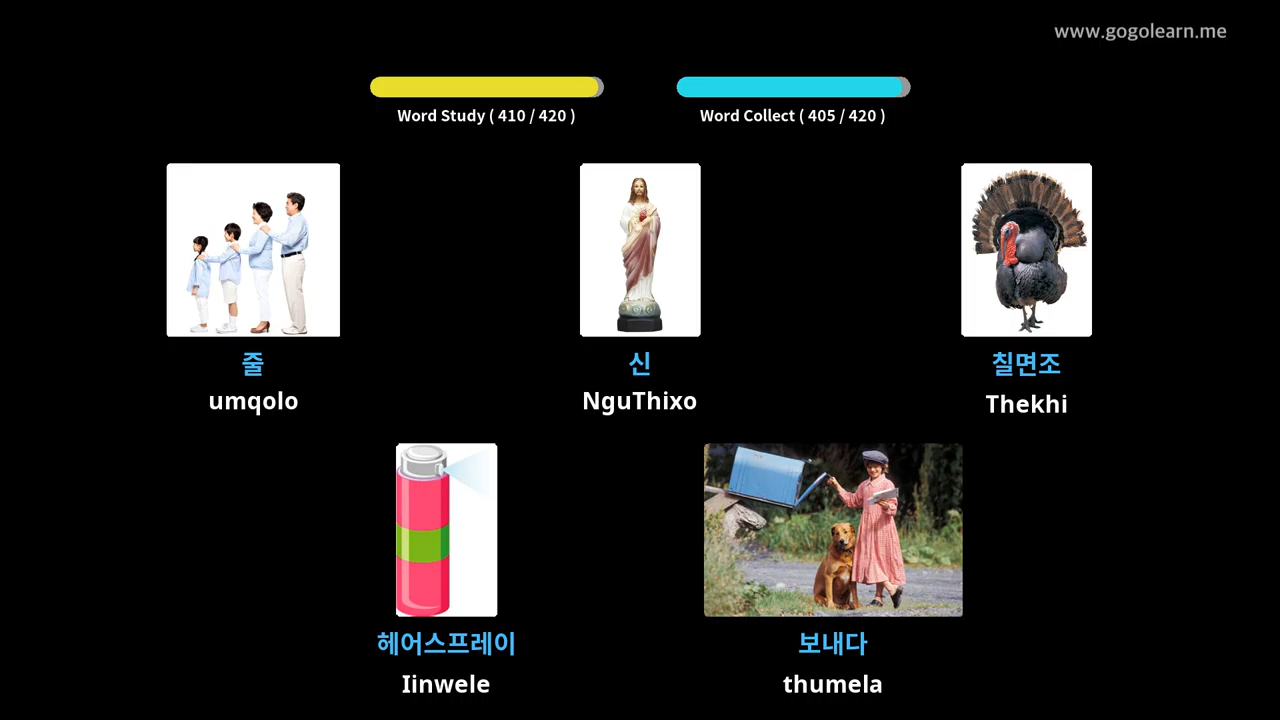 www.gogolearn.me
Word Study ( 410 / 420 )
Word Collect ( 405 / 420 )
줄
umqolo
신
NguThixo
칠면조
Thekhi
헤어스프레이
Iinwele
보내다
thumela